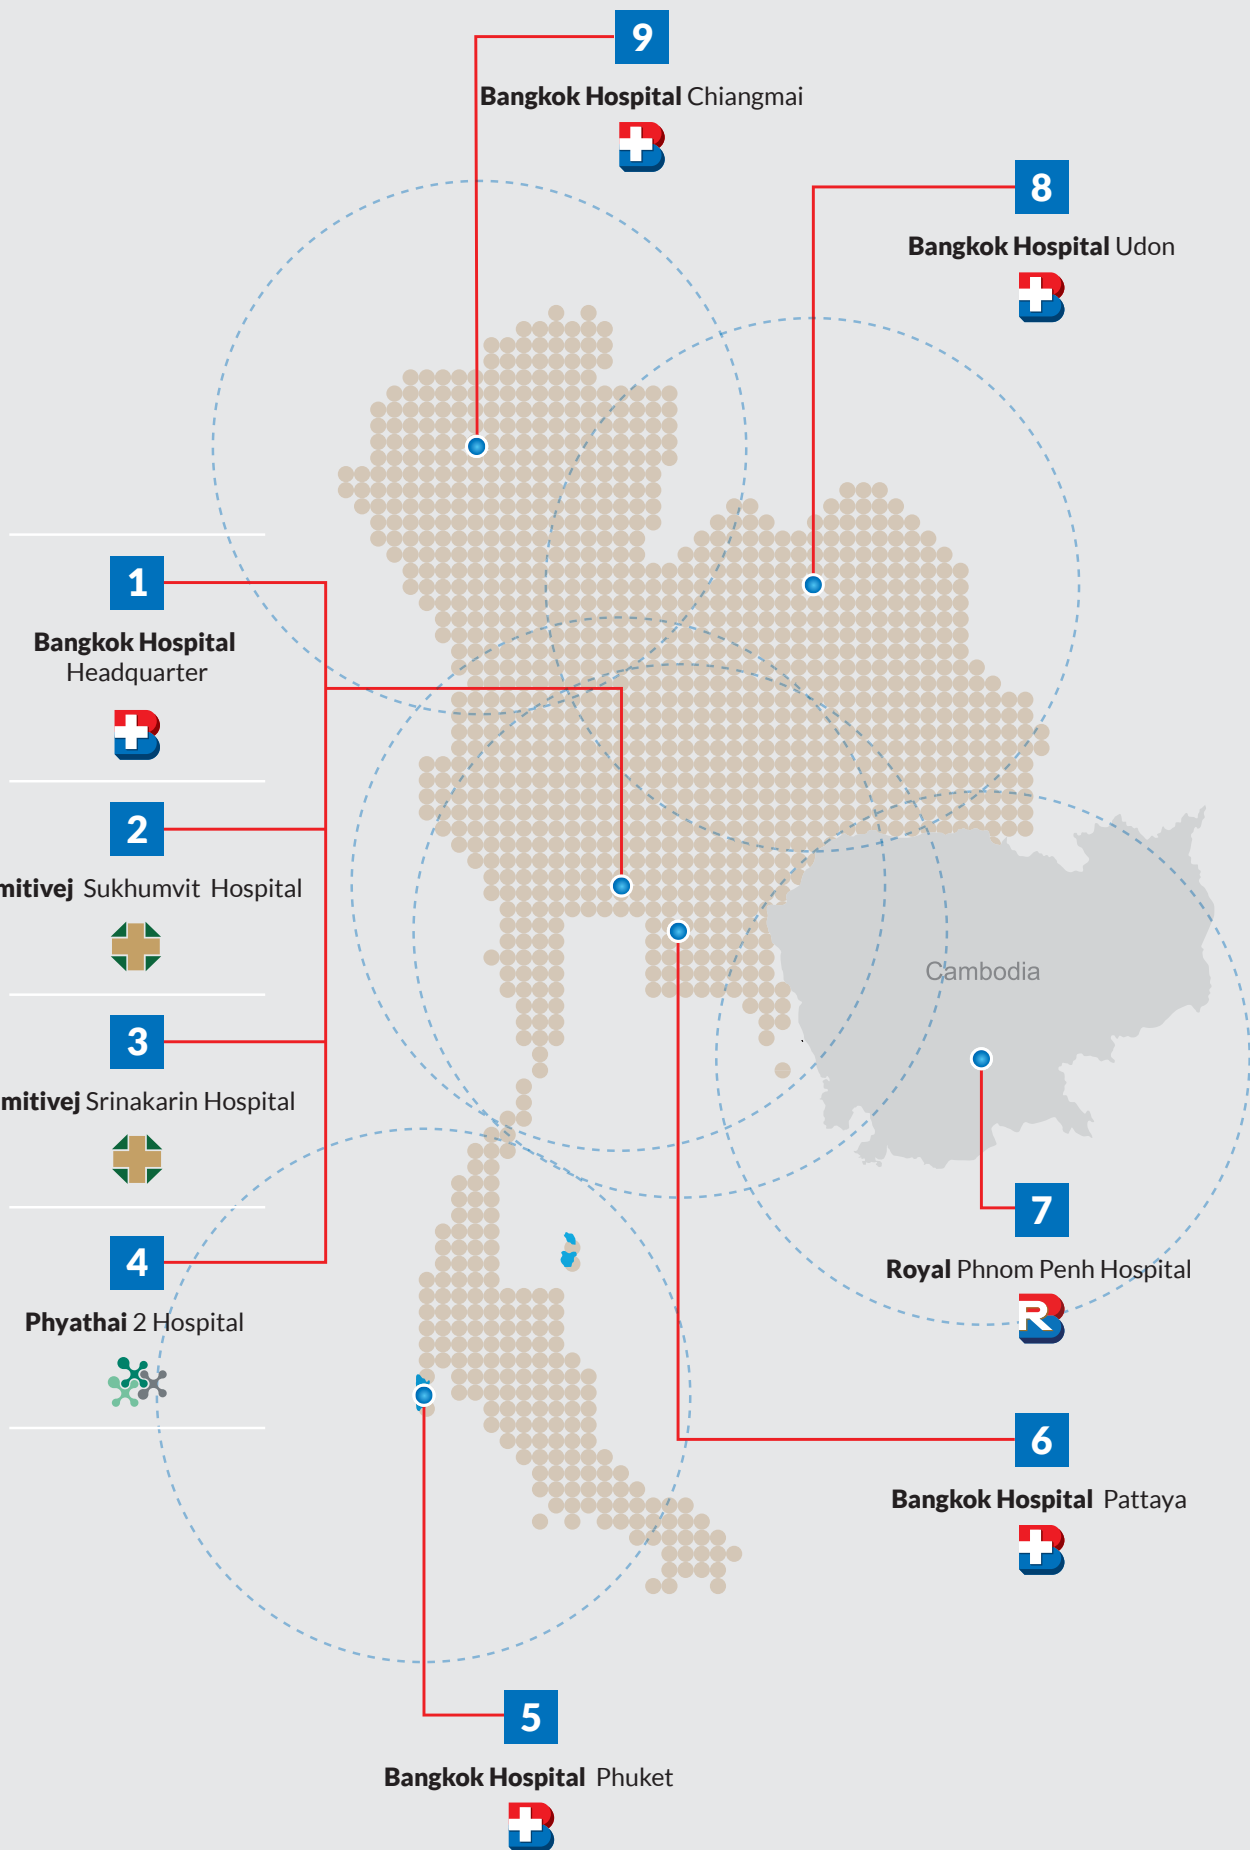 9
Bangkok Hospital Chiangmai
8
Bangkok Hospital Udon
1
Bangkok Hospital
Headquarter
2
mitivej Sukhumvit Hospital
Cambodia
3
mitivej Srinakarin Hospital
7
Royal Phnom Penh Hospital
4
Phyathai 2 Hospital
6
Bangkok Hospital Pattaya
5
Bangkok Hospital Phuket